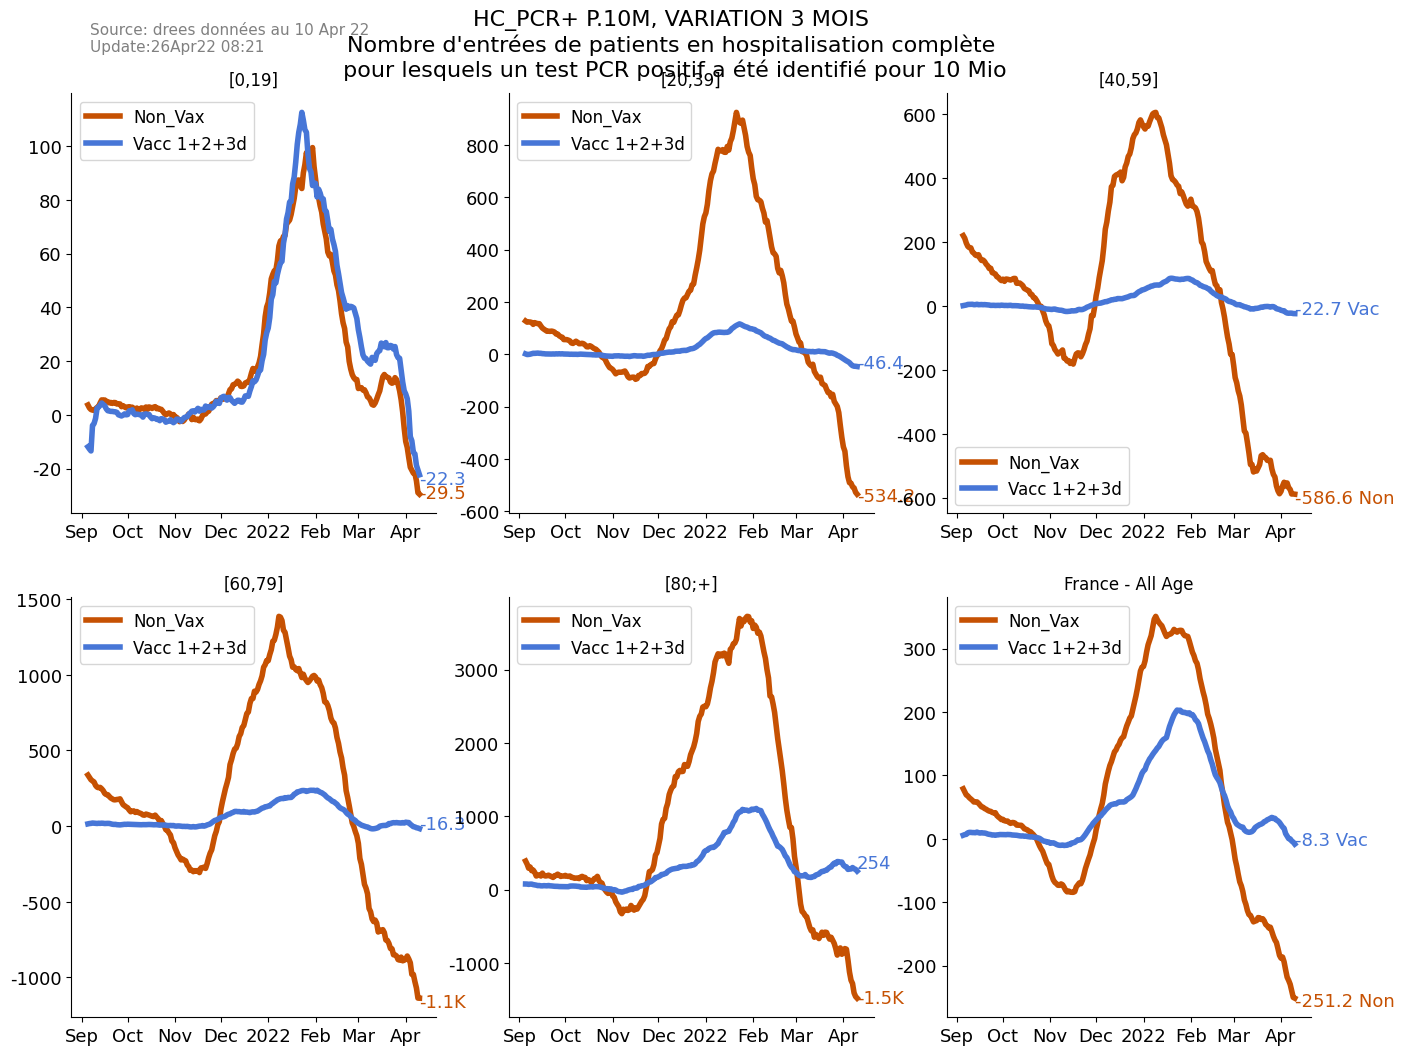 HC_PCR+ P.10M, VARIATION 3 MOIS
Source: drees données au 10 Apr 22
Update:26Apr22 08:21
Nombre d'entrées de patients en hospitalisation complète
pour lesquels un test PCR positif a été identifié pour 10 Mio
[0,19]
Non_Vax
Vacc 1+2+3d
100
80
60
40
20
0
-20
-22.3
-29.5
Sep Oct Nov Dec 2022 Feb Mar Apr
[20,39]
Non_Vax
Vacc 1+2+3d
800
600
400
200
0
-200
-400
-600
-46.4
-534.2
Sep Oct Nov Dec 2022 Feb Mar Apr
[40,59]
600
400
200
0
-200
-400
-600
-22.7 Vac
Non_Vax
Vacc 1+2+3d
-586.6 Non
Sep Oct Nov Dec 2022 Feb Mar Apr
[60,79]
Non_Vax
Vacc 1+2+3d
1500
1000
500
0
-500
-1000
-16.3
-1.1K
Sep Oct Nov Dec 2022 Feb Mar Apr
[80;+]
Non_Vax
Vacc 1+2+3d
3000
2000
1000
0
-1000
254
-1.5K
Sep Oct Nov Dec 2022 Feb Mar Apr
France - All Age
Non_Vax
Vacc 1+2+3d
300
200
100
0
-100
-200
-8.3 Vac
-251.2 Non
Sep Oct Nov Dec 2022 Feb Mar Apr